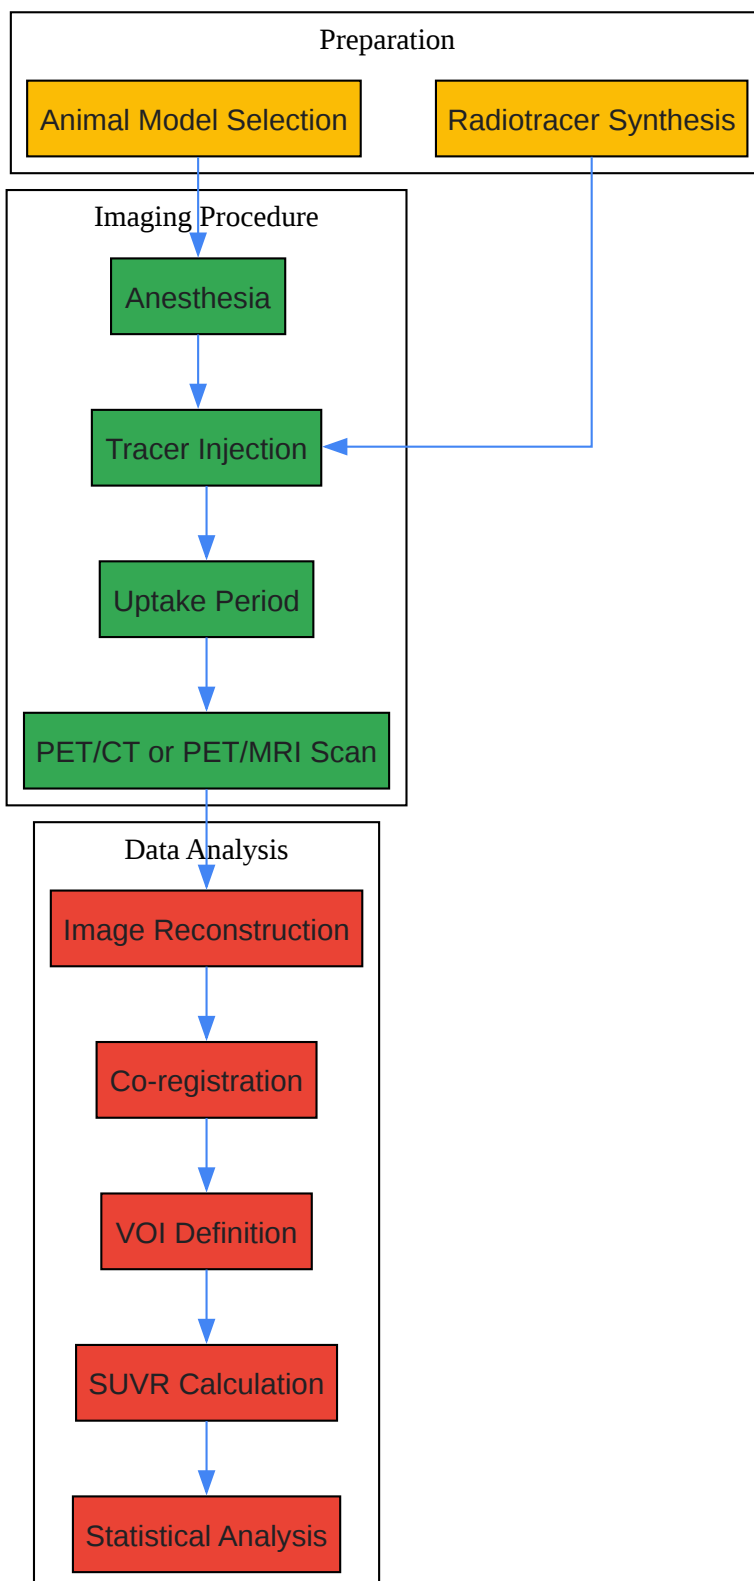 Preparation
Animal Model Selection
Radiotracer Synthesis
Imaging Procedure
Anesthesia
Tracer Injection
Uptake Period
PET/CT or PET/MRI Scan
Data Analysis
Image Reconstruction
Co-registration
VOI Definition
SUVR Calculation
Statistical Analysis